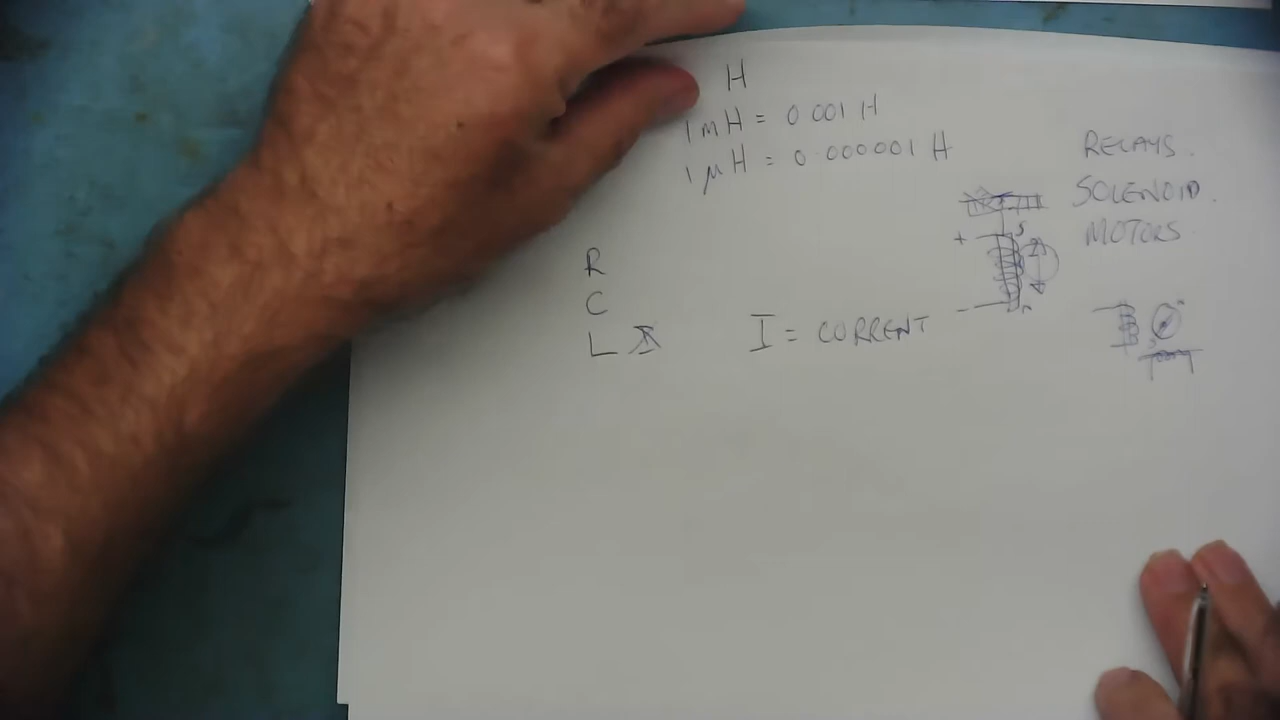 H
1 mH = 0.001 H
1 μH = 0.000001 H
RELAYS.
SOLENOID.
MOTORS
+
S
R
C
L
I = CURRENT
-
n